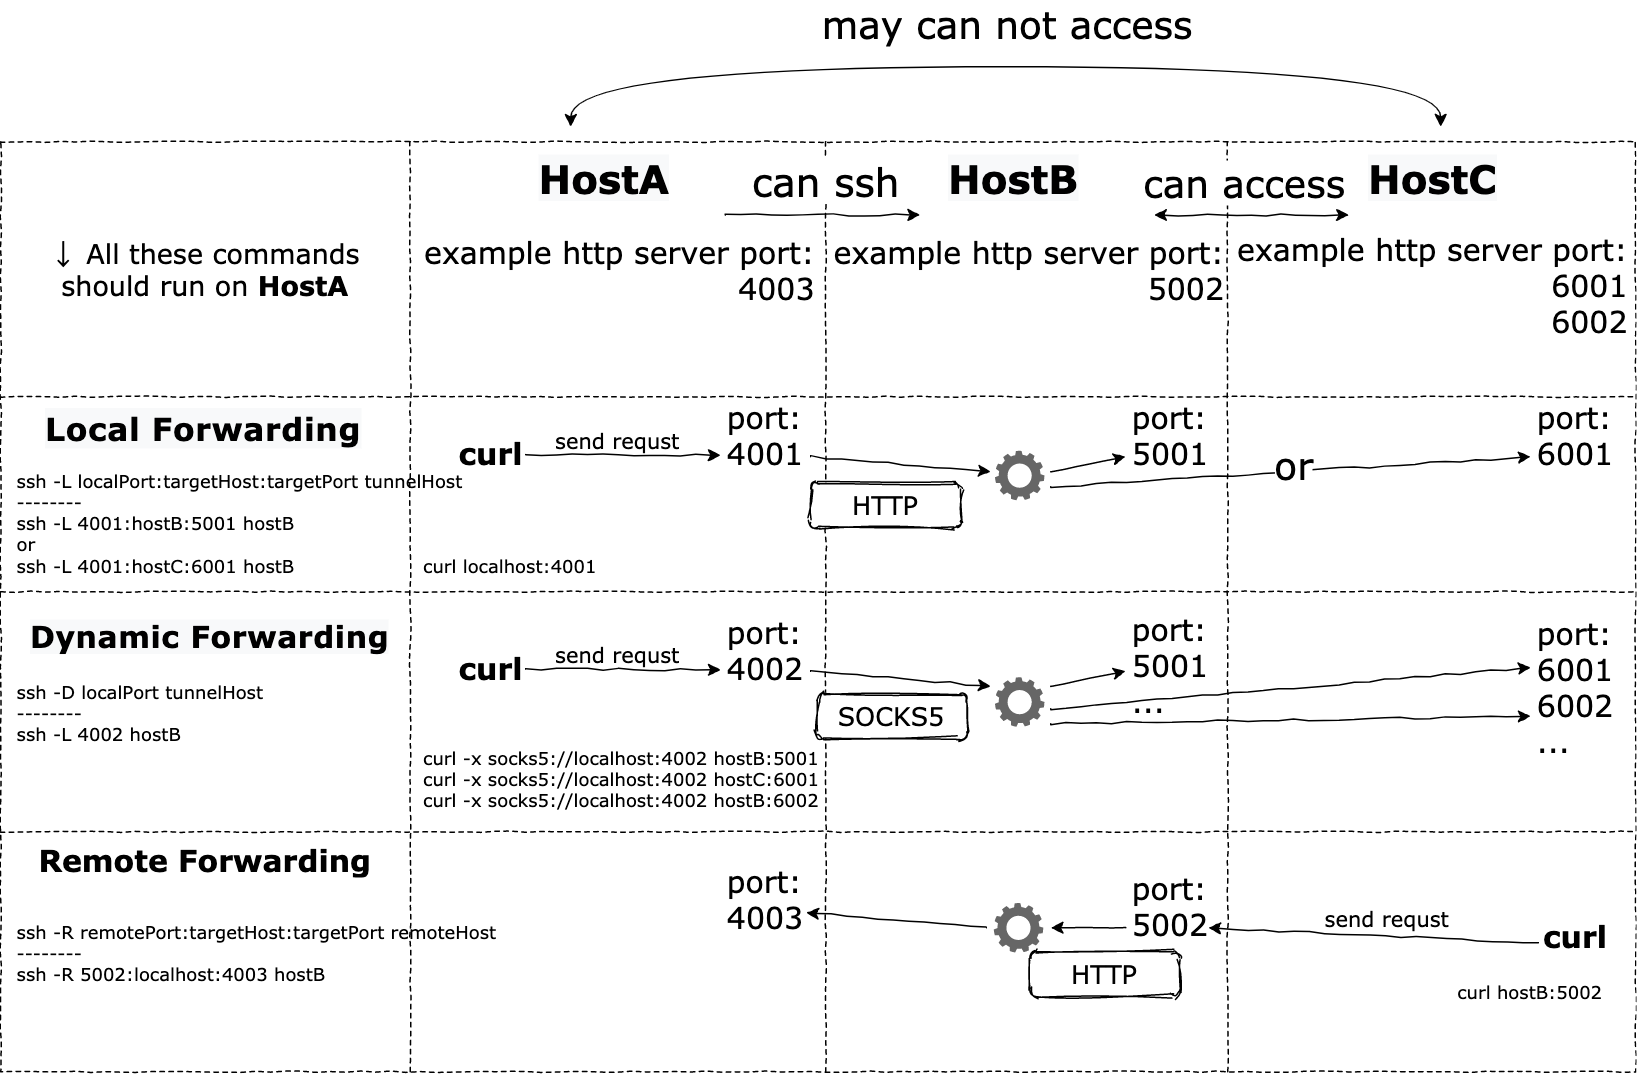 may can not access
HostA
can ssh
HostB
can access
HostC
↓ All these commands
should run on HostA
example http server port:
4003
example http server port:
5002
example http server port:
6001
6002
Local Forwarding
ssh -L localPort:targetHost:targetPort tunnelHost
--------
ssh -L 4001:hostB:5001 hostB
or
ssh -L 4001:hostC:6001 hostB
curl
send requst
port:
4001
HTTP
curl localhost:4001
port:
5001
or
port:
6001
Dynamic Forwarding
ssh -D localPort tunnelHost
--------
ssh -L 4002 hostB
curl
send requst
port:
4002
SOCKS5
curl -x socks5://localhost:4002 hostB:5001
curl -x socks5://localhost:4002 hostC:6001
curl -x socks5://localhost:4002 hostB:6002
port:
5001
...
port:
6001
6002
...
Remote Forwarding
ssh -R remotePort:targetHost:targetPort remoteHost
--------
ssh -R 5002:localhost:4003 hostB
port:
4003
port:
5002
HTTP
send requst
curl
curl hostB:5002